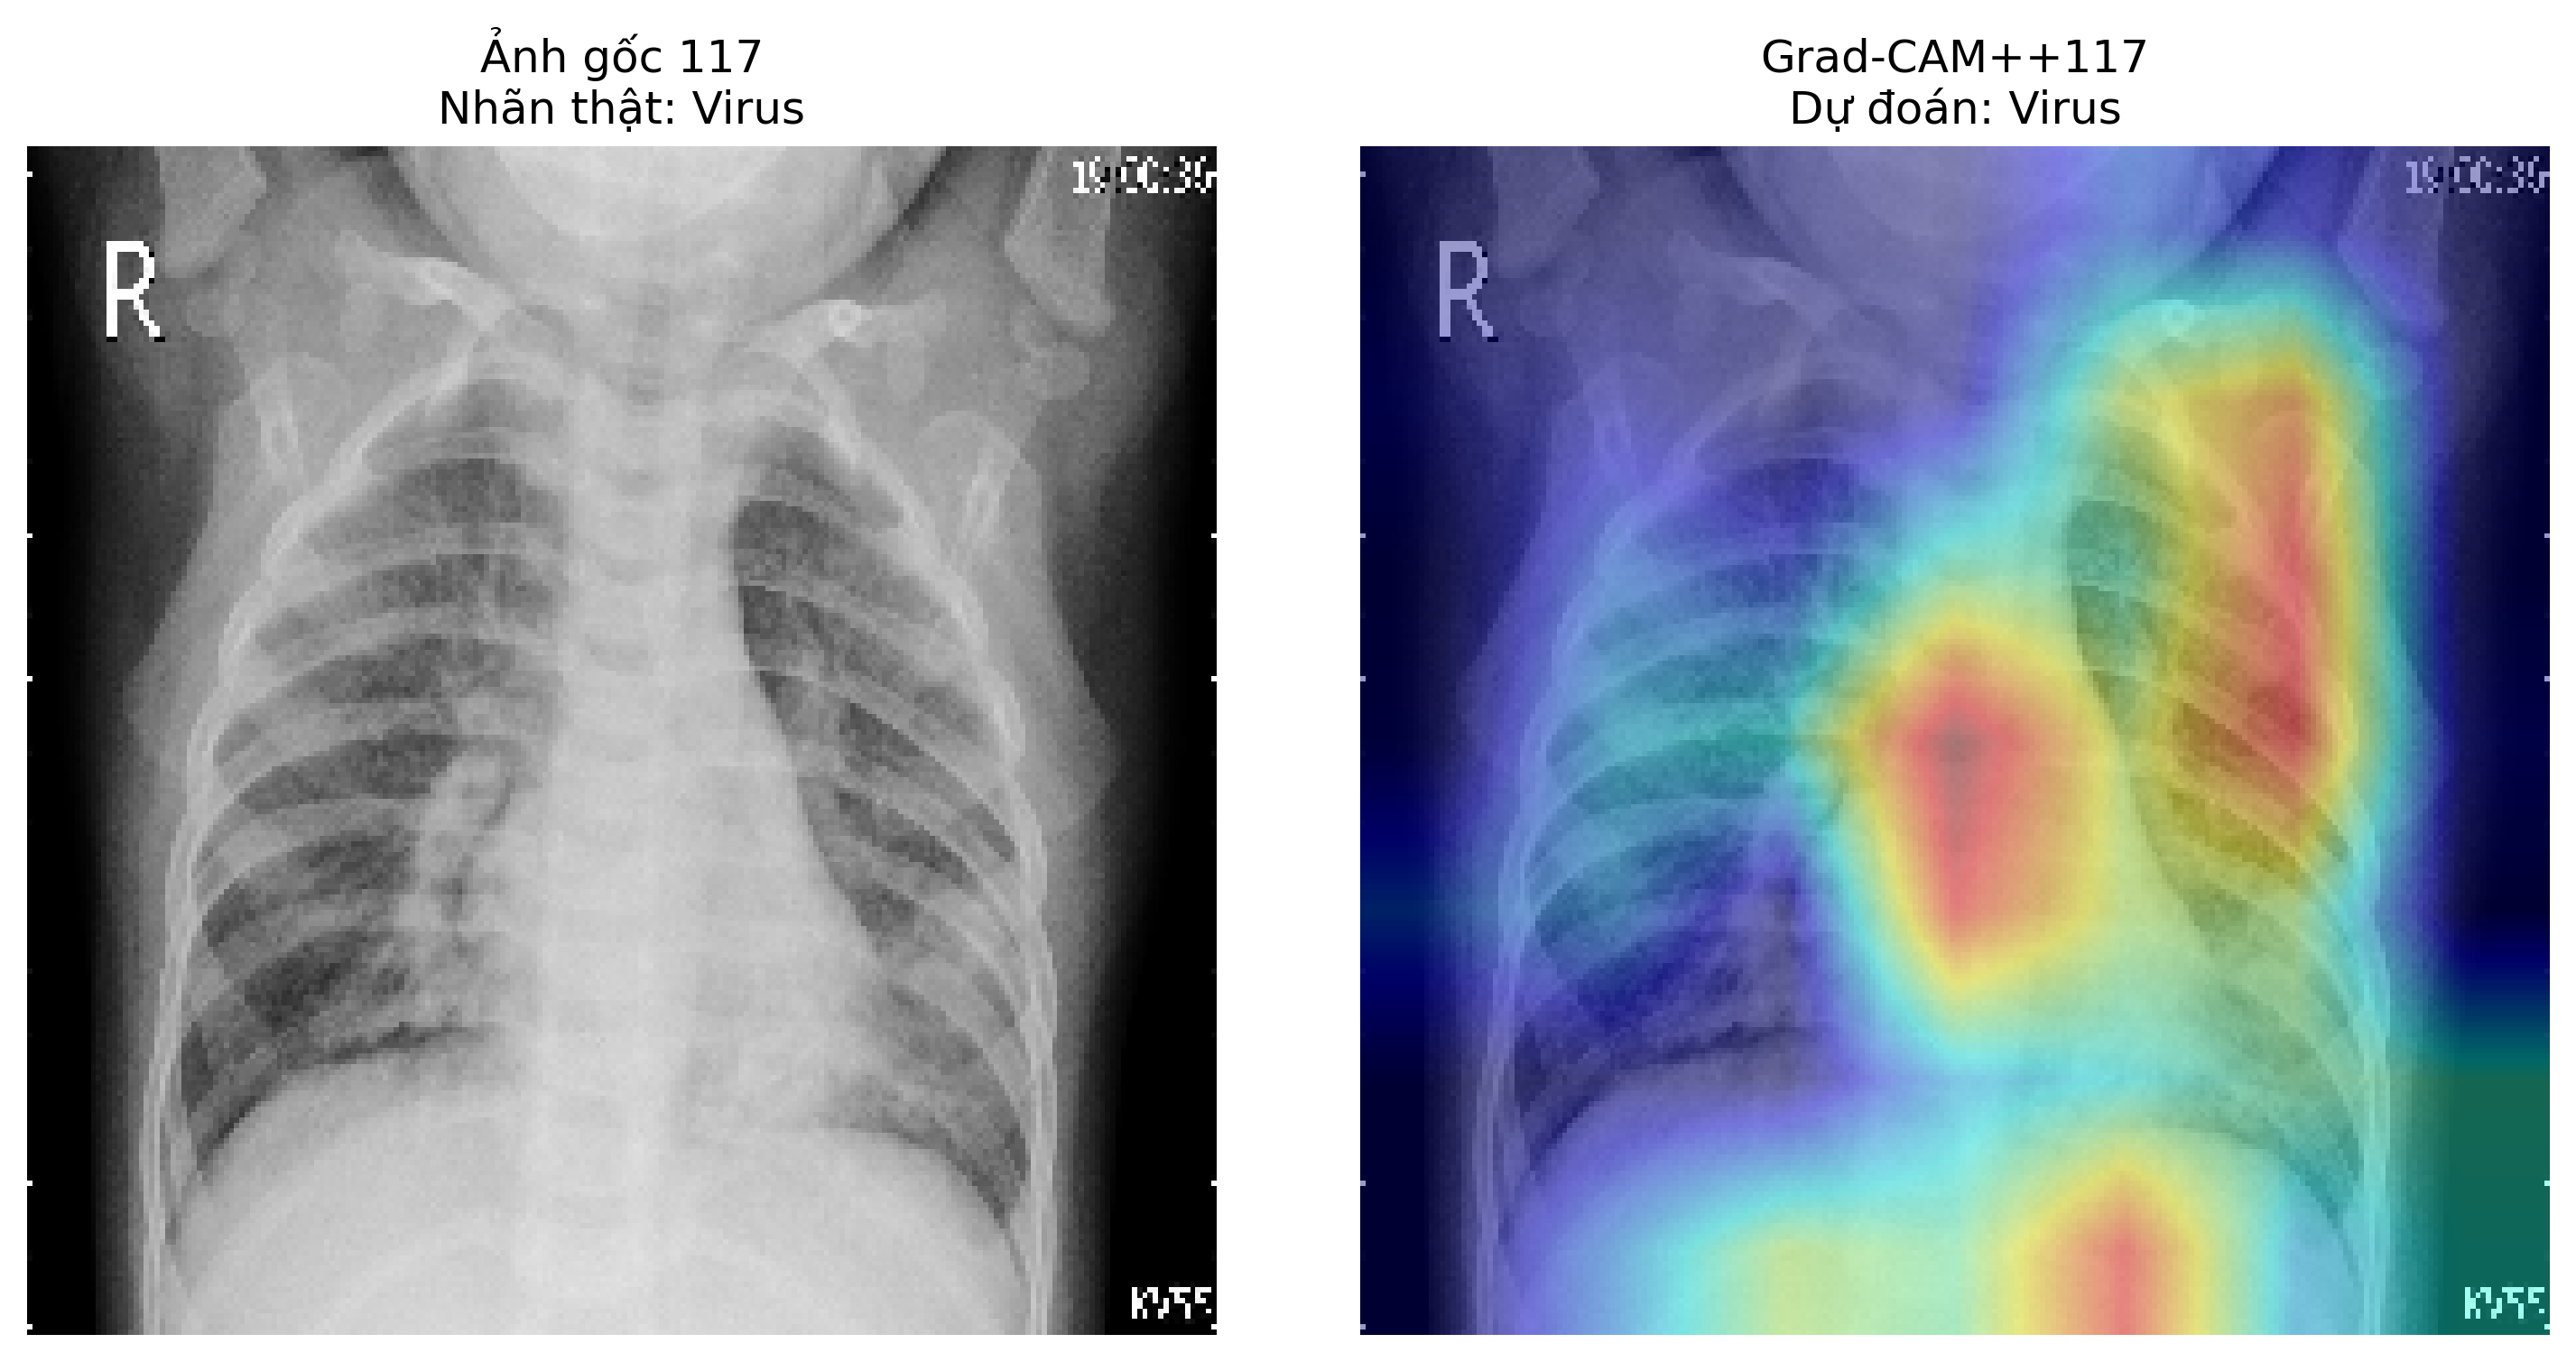 Ảnh gốc 117
Nhãn thật: Virus
R
Grad-CAM++117
Dự đoán: Virus
R